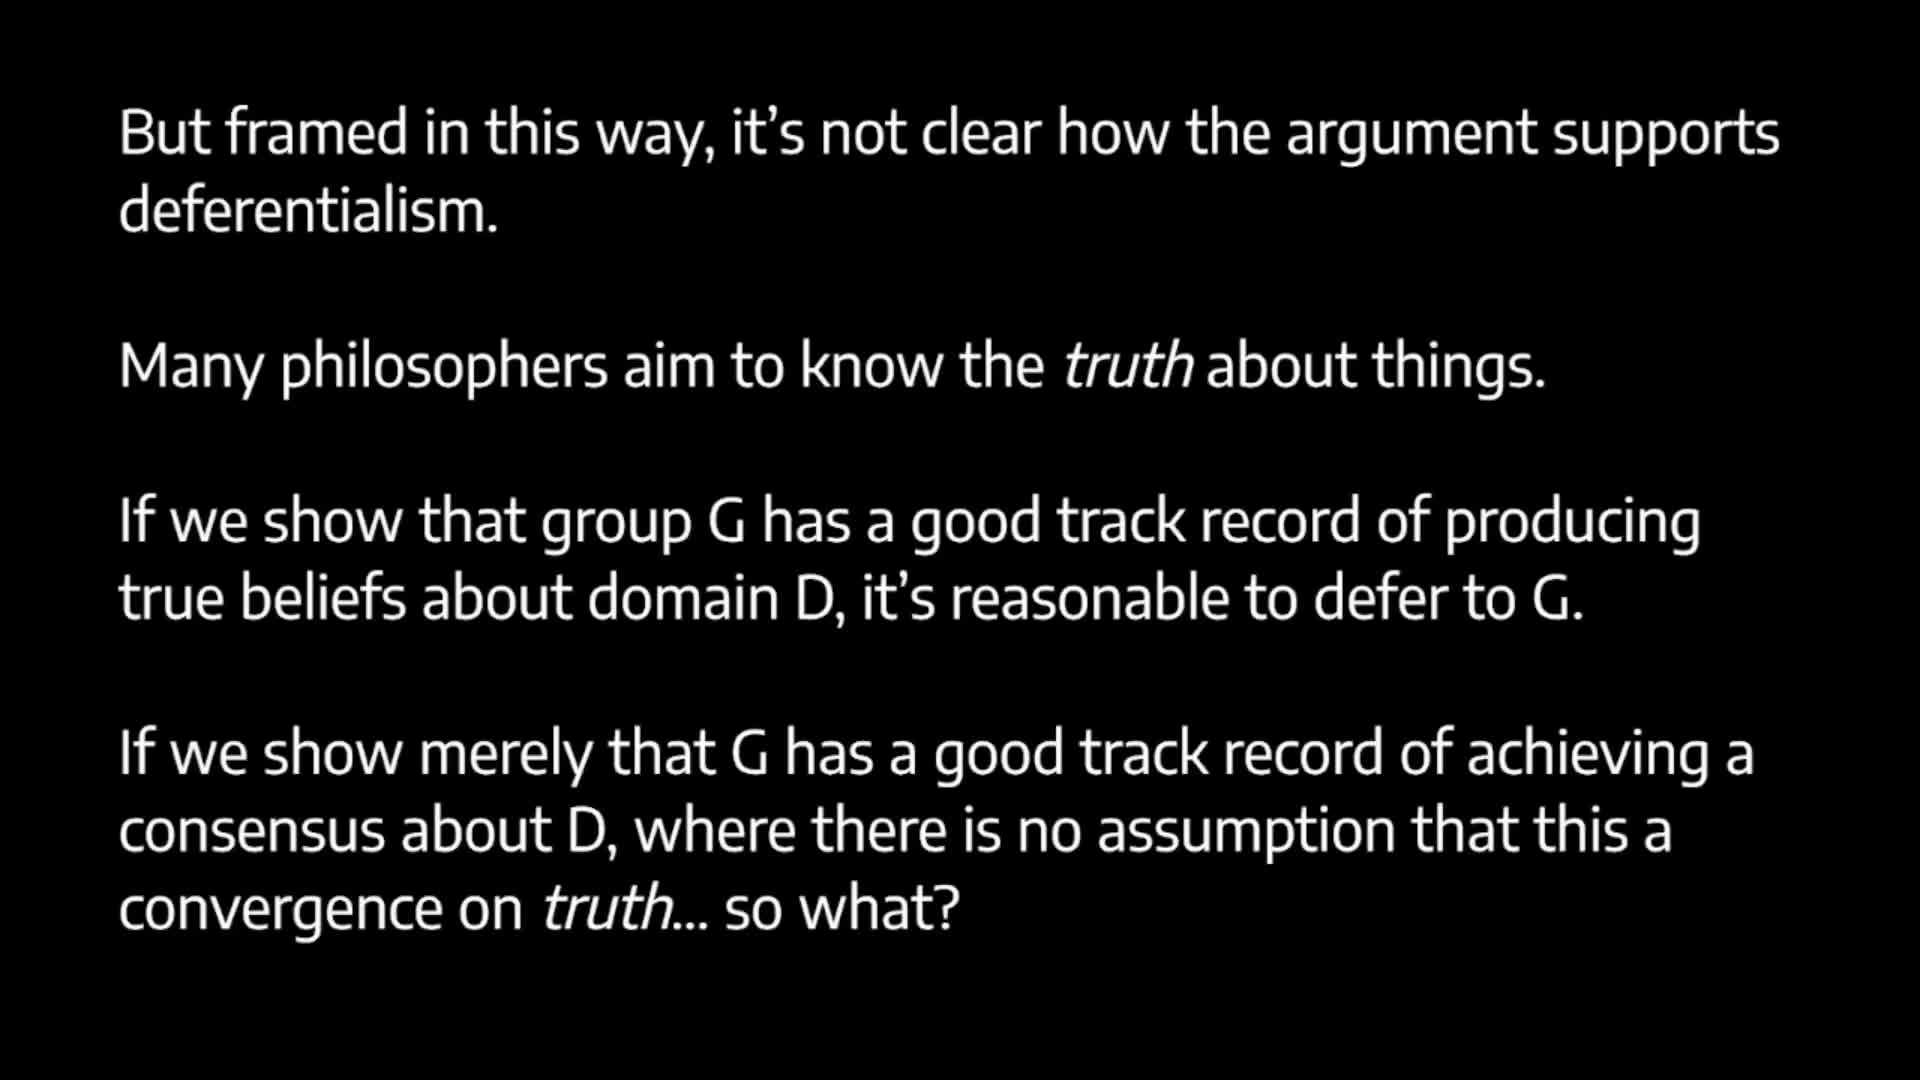 But framed in this way, it’s not clear how the argument supports
deferentialism.
Many philosophers aim to know the truth about things.
If we show that group G has a good track record of producing
true beliefs about domain D, it’s reasonable to defer to G.
If we show merely that G has a good track record of achieving a
consensus about D, where there is no assumption that this a
convergence on truth... so what?